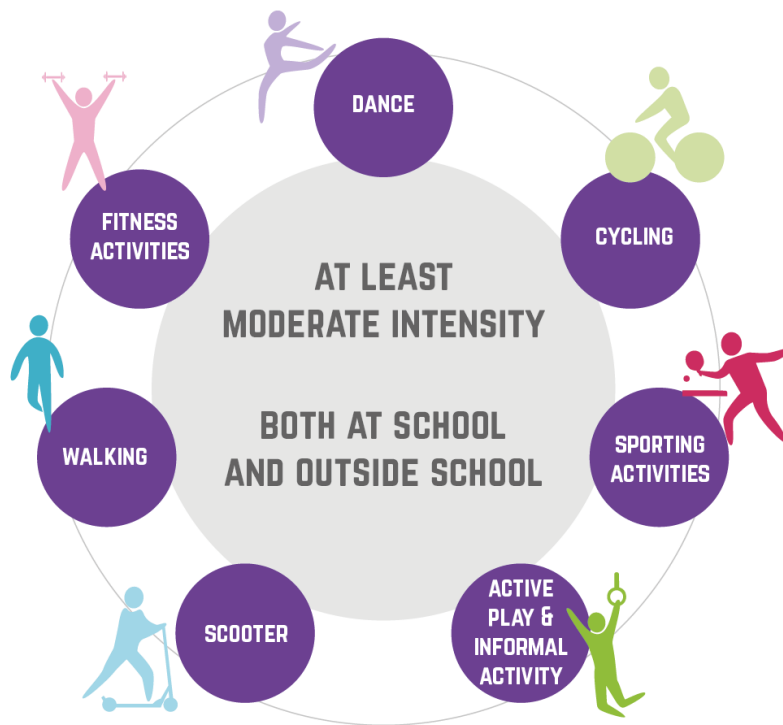 DANCE
CYCLING
SPORTING
ACTIVITIES
ACTIVE
PLAY &
INFORMAL
ACTIVITY
SCOOTER
WALKING
FITNESS
ACTIVITIES
AT LEAST
MODERATE INTENSITY
BOTH AT SCHOOL
AND OUTSIDE SCHOOL